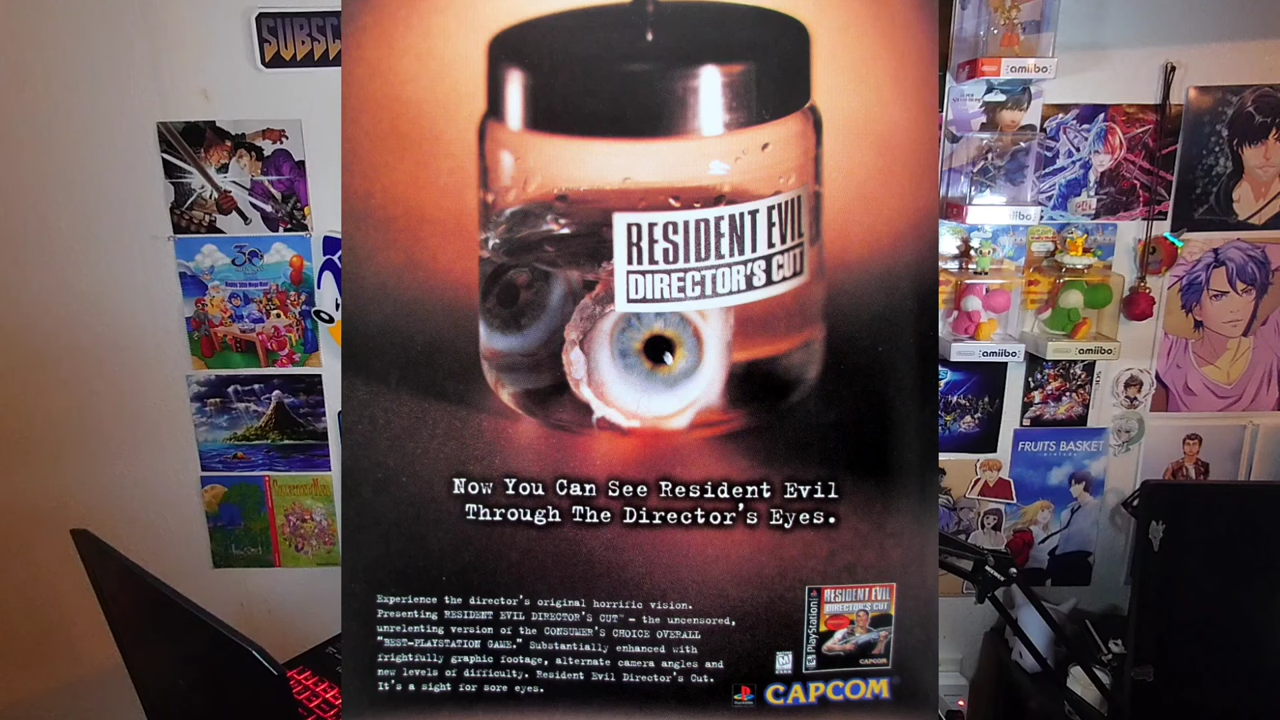 SUBSC
RESIDENT EVIL
DIRECTOR'S CUT
Now You Can See Resident Evil
Through The Director's Eyes.
Experience the director's original horrific vision.
Presenting RESIDENT EVIL DIRECTOR'S CUT™ – the uncensored,
unrelenting version of the CONSUMER'S CHOICE OVERALL
"BEST-PLAYSTATION GAME." Substantially enhanced with
frightfully graphic footage, alternate camera angles and
new levels of difficulty. Resident Evil Director's Cut.
It's a sight for sore eyes.
PlayStation
RESIDENT EVIL
DIRECTOR'S CUT
CAPCOM
M
CAPCOM
amiibo
amiibo
amiibo
amiibo
30
3DS
FRUITS BASKET